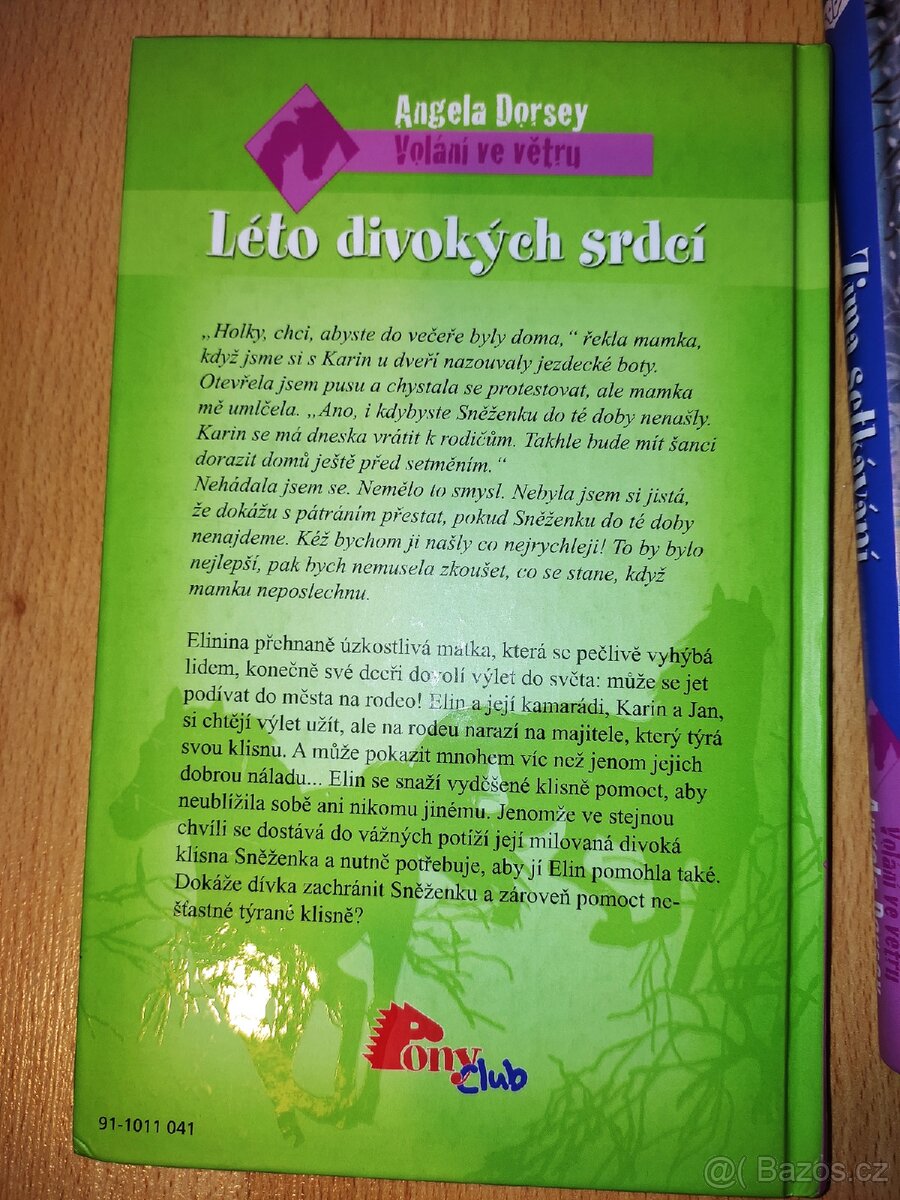 Angela Dorsey
Volání ve větru
Léto divokých srdcí
„Holky, chci, abyste do večeře byly doma,“ řekla mamka,
když jsme si s Karin u dveří nazouvaly jezdecké boty.
Otevřela jsem pusu a chystala se protestovat, ale mamka
mě umlčela. „Ano, i kdybyste Sněženku do té doby nenašly.
Karin se má dneska vrátit k rodičům. Takhle bude mít šanci
dorazit domů ještě před setměním.“
Nehádala jsem se. Nemělo to smysl. Nebyla jsem si jistá,
že dokážu s pátráním přestat, pokud Sněženku do té doby
nenajdeme. Kéž bychom ji našly co nejrychleji! To by bylo
nejlepší, pak bych nemusela zkoušet, co se stane, když
mamku neposlechnu.
Elinina přehnaně úzkostlivá matka, která se pečlivě vyhýbá
lidem, konečně své dceři dovolí výlet do světa: může se jet
podívat do města na rodeo! Elin a její kamarádi, Karin a Jan,
si chtějí výlet užít, ale na rodeu narazí na majitele, který týrá
svou klisnu. A může pokazit mnohem víc než jenom jejich
dobrou náladu... Elin se snaží vyděšené klisně pomoct, aby
neublížila sobě ani nikomu jinému. Jenomže ve stejnou
chvíli se dostává do vážných potíží její milovaná divoká
klisna Sněženka a nutně potřebuje, aby jí Elin pomohla také.
Dokáže dívka zachránit Sněženku a zároveň pomoct ne-
šťastné týrané klisně?
Pony
club
91-1011 041
Zima setkávání
Angela Dorsey
Volání ve větru
@( Bazoš.cz